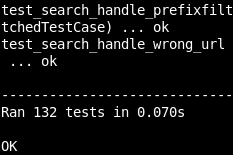 test_search_handle_prefixfilt
tchedTestCase) ... ok
test_search_handle_wrong_url
 ... ok
-----------------------------
Ran 132 tests in 0.070s
OK